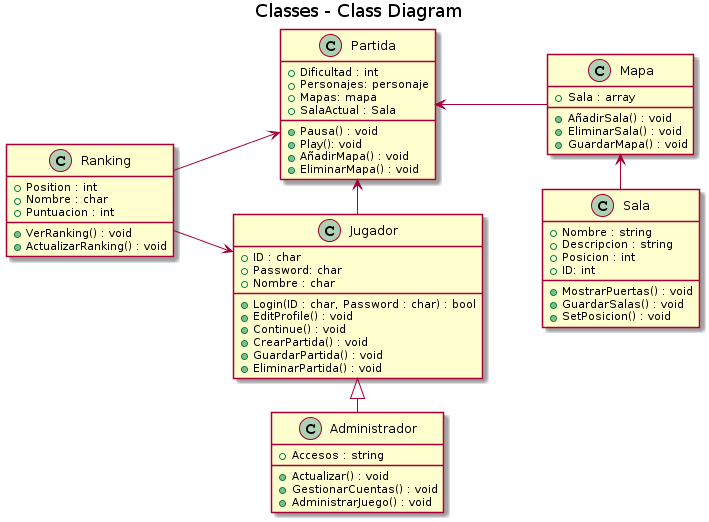 Classes - Class Diagram
C Partida
Dificultad : int
Personajes: personaje
Mapas: mapa
SalaActual : Sala
Pausa() : void
Play(): void
AñadirMapa() : void
EliminarMapa() : void
C Mapa
Sala : array
AñadirSala() : void
EliminarSala() : void
GuardarMapa() : void
C Ranking
Position : int
Nombre : char
Puntuacion : int
VerRanking() : void
ActualizarRanking() : void
C Sala
Nombre : string
Descripcion : string
Posicion : int
ID: int
MostrarPuertas() : void
GuardarSalas() : void
SetPosicion() : void
C Jugador
ID : char
Password: char
Nombre : char
Login(ID : char, Password : char) : bool
EditProfile() : void
Continue() : void
CrearPartida() : void
GuardarPartida() : void
EliminarPartida() : void
C Administrador
Accesos : string
Actualizar() : void
GestionarCuentas() : void
AdministrarJuego() : void